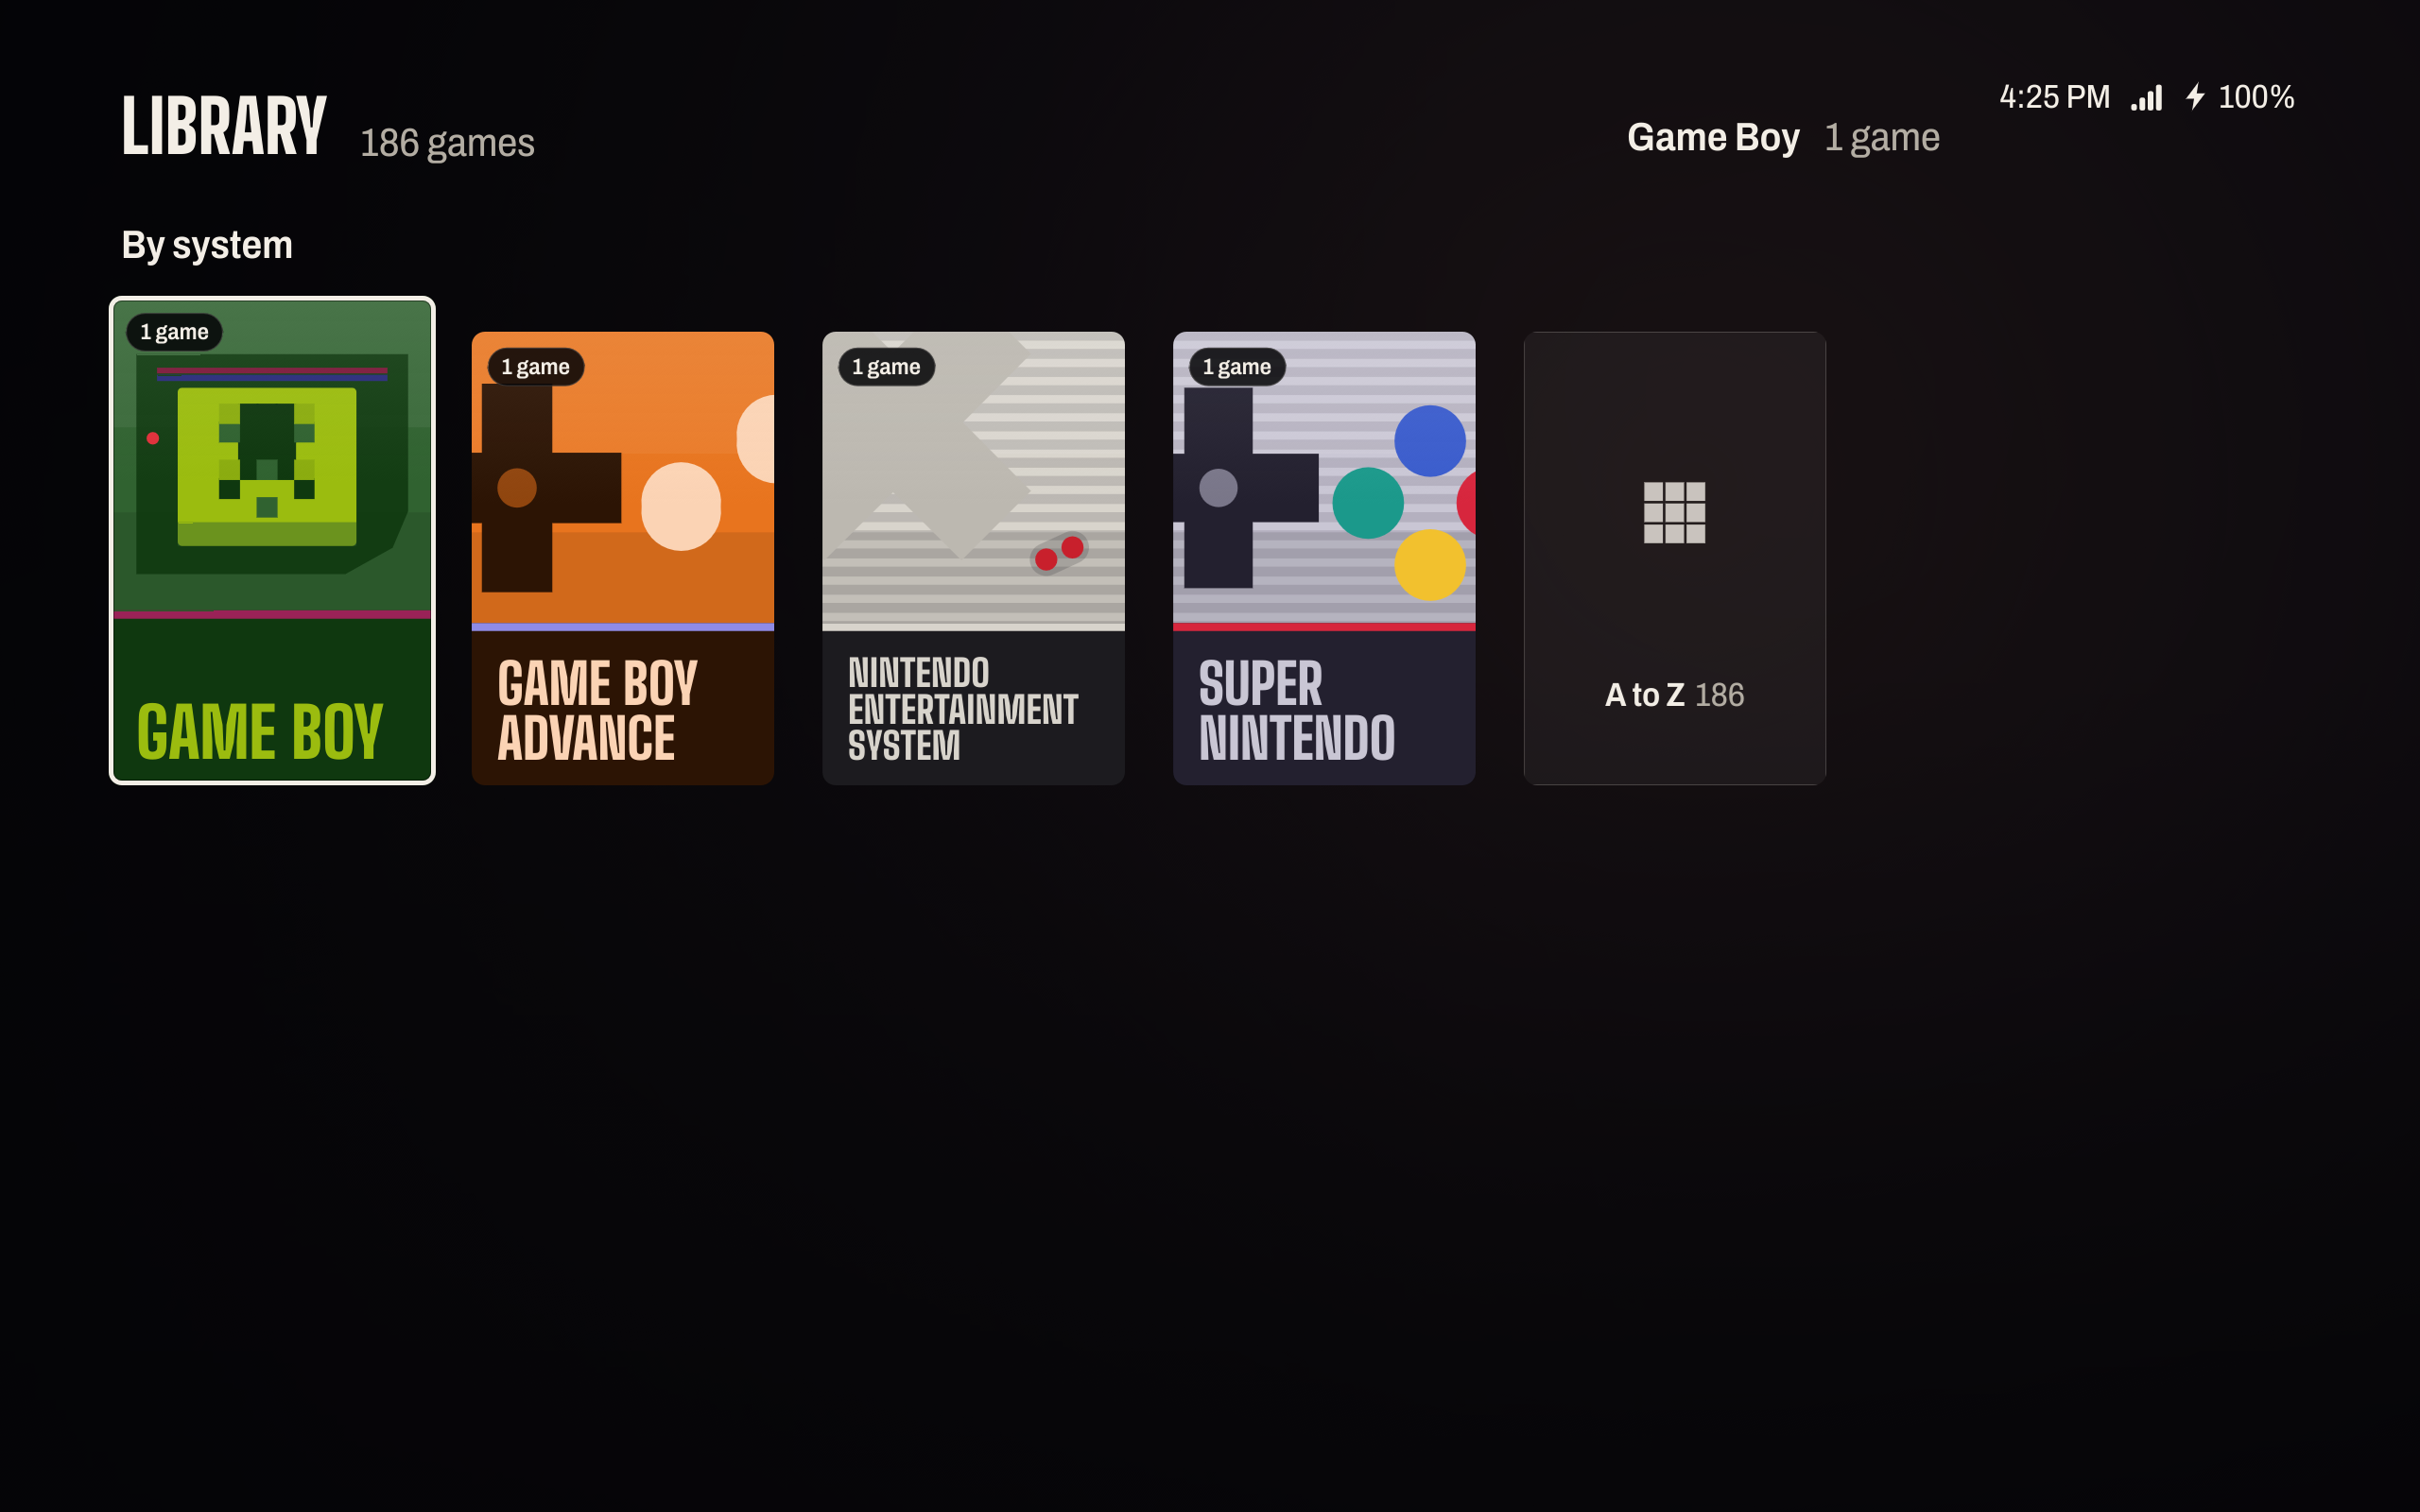 LIBRARY 186 games
4:25 PM 100%
Game Boy 1 game
By system
1 game
GAME BOY
1 game
GAME BOY
ADVANCE
1 game
NINTENDO
ENTERTAINMENT
SYSTEM
1 game
SUPER
NINTENDO
A to Z 186